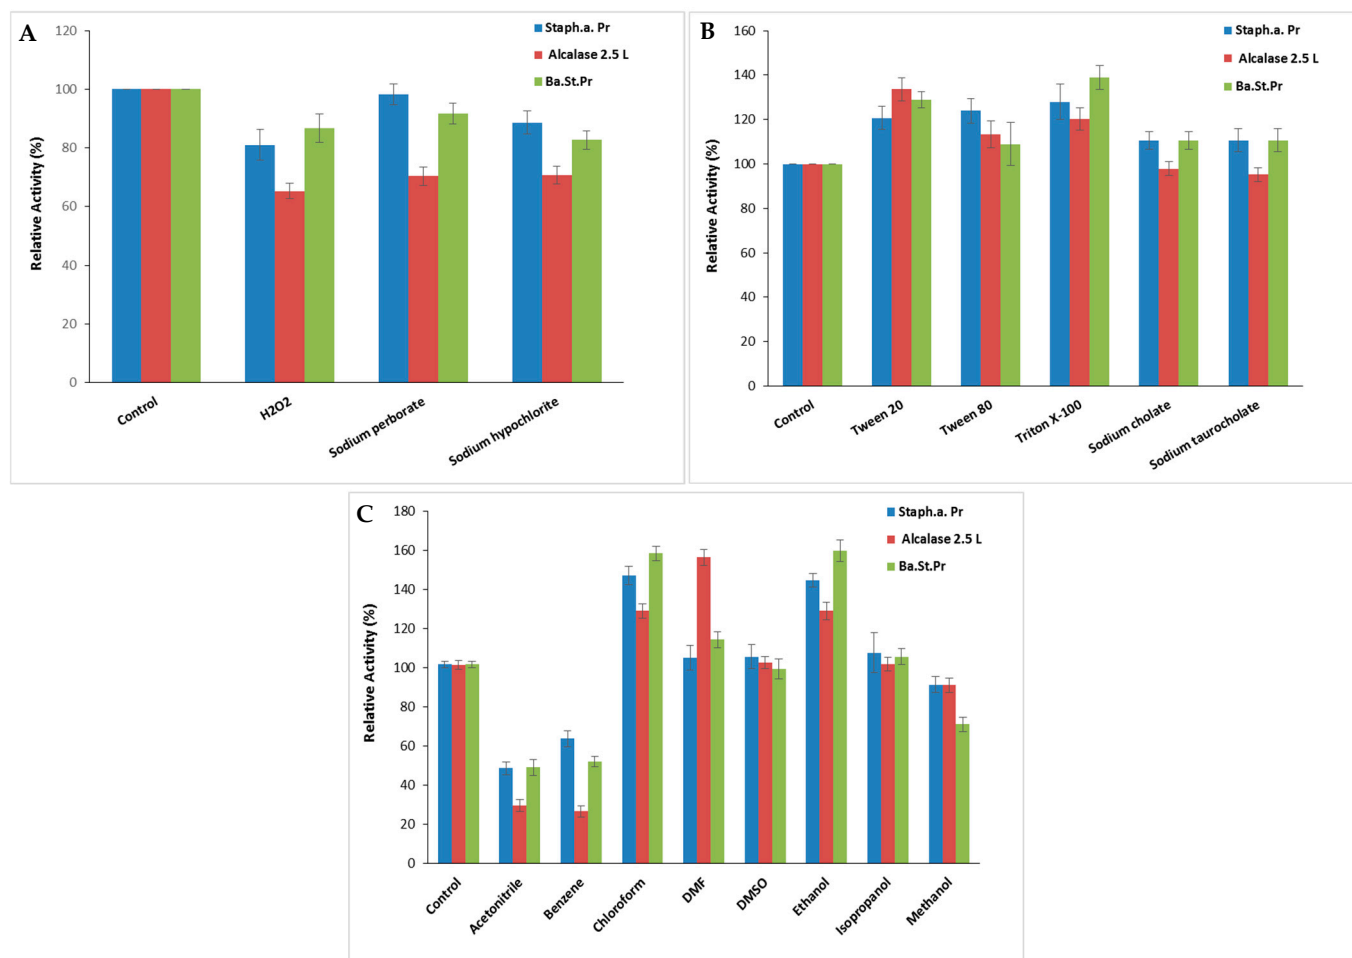 A
120
100
80
60
40
20
0
Relative Activity (%)
Staph.a. Pr
Alcalase 2.5 L
Ba.St.Pr
Control
H2O2
Sodium perborate
Sodium hypochlorite
B
160
140
120
100
80
60
40
20
0
Relative Activity (%)
Staph.a. Pr
Alcalase 2.5 L
Ba.St.Pr
Control
Tween 20
Tween 80
Triton X-100
Sodium cholate
Sodium taurocholate
C
180
160
140
120
100
80
60
40
20
0
Relative Activity (%)
Staph.a. Pr
Alcalase 2.5 L
Ba.St.Pr
Control
Acetonitrile
Benzene
Chloroform
DMF
DMSO
Ethanol
Isopropanol
Methanol